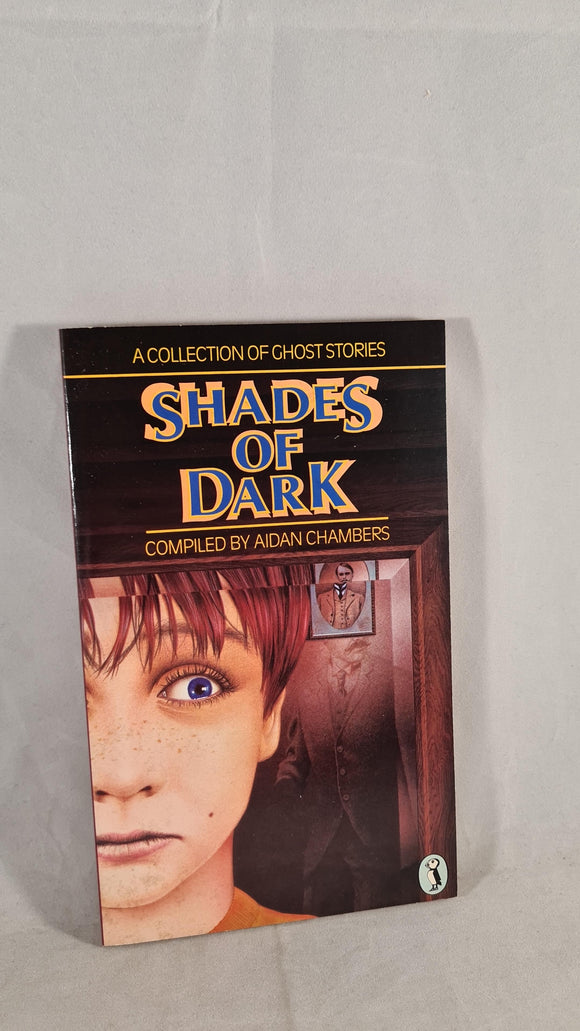 A COLLECTION OF GHOST STORIES
SHADES
OF
DARK
COMPILED BY AIDAN CHAMBERS